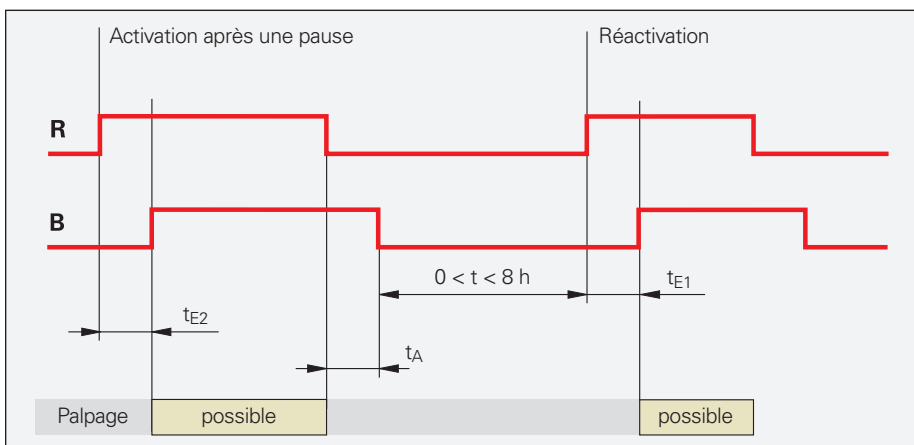 Activation après une pause
Réactivation
R
B
0 < t < 8 h
tE1
tE2
tA
Palpage
possible
possible